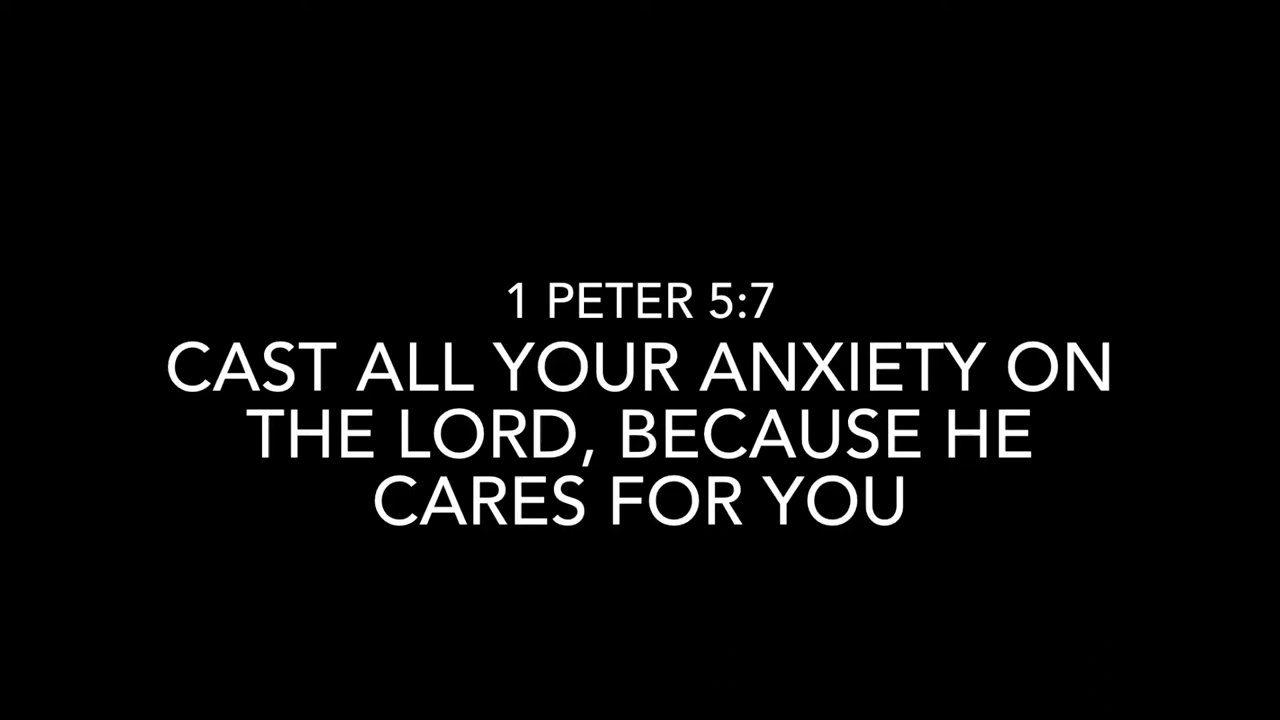 1 PETER 5:7
CAST ALL YOUR ANXIETY ON
THE LORD, BECAUSE HE
CARES FOR YOU